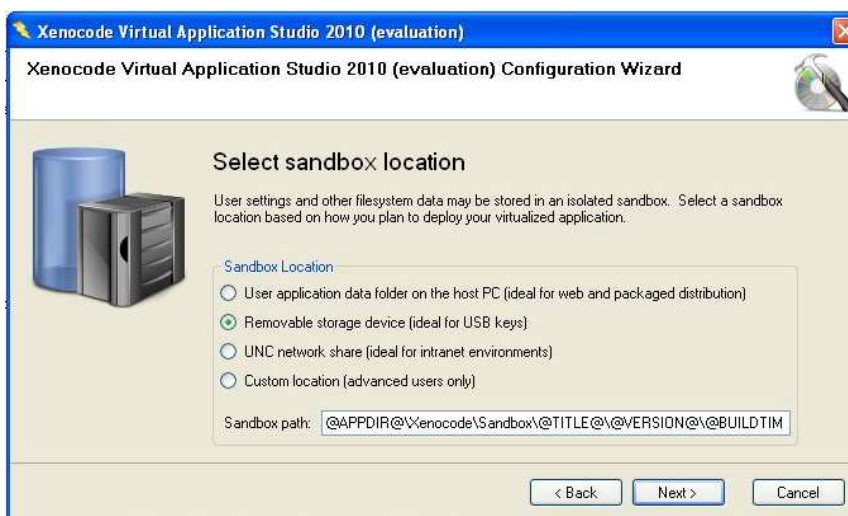 Xenocode Virtual Application Studio 2010 (evaluation)
Xenocode Virtual Application Studio 2010 (evaluation) Configuration Wizard
Select sandbox location
User settings and other filesystem data may be stored in an isolated sandbox. Select a sandbox
location based on how you plan to deploy your virtualized application.
Sandbox Location
User application data folder on the host PC (ideal for web and packaged distribution)
Removable storage device (ideal for USB keys)
UNC network share (ideal for intranet environments)
Custom location (advanced users only)
Sandbox path: @APPDIR@\Xenocode\Sandbox\@TITLE@\@VERSION@\@BUILDTIM
< Back Next > Cancel